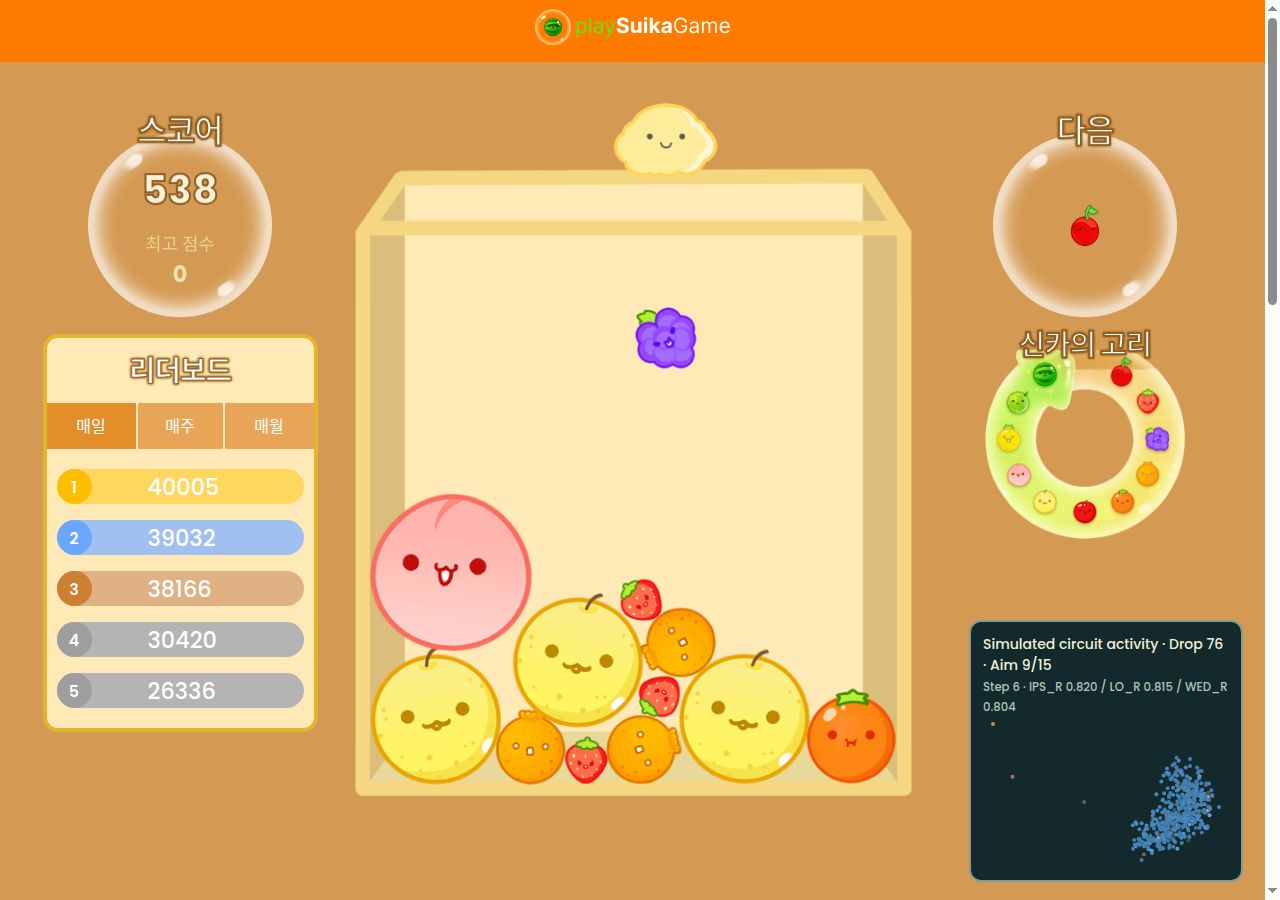 playSuikaGame
스코어
538
최고 점수
0
다음
리더보드
매일 매주 매월
1 40005
2 39032
3 38166
4 30420
5 26336
신카의 고리
Simulated circuit activity · Drop 76
· Aim 9/15
Step 6 · IPS_R 0.820 / LO_R 0.815 / WED_R
0.804